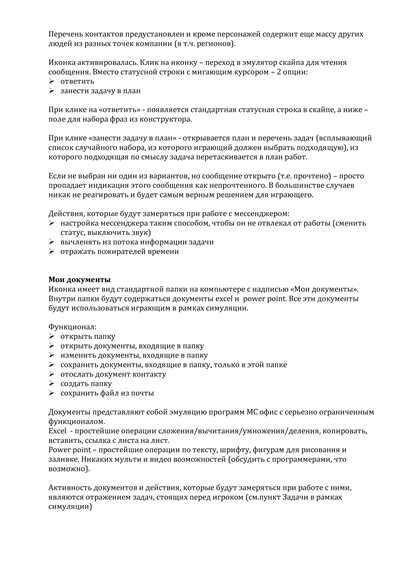 Перечень контактов предустановлен и кроме персонажей содержит еще массу других
людей из разных точек компании (в т.ч. регионов).
Иконка активировалась. Клик на иконку – переход в эмулятор скайпа для чтения
сообщения. Вместо статусной строки с мигающим курсором – 2 опции:
➢ ответить
➢ занести задачу в план
При клике на «ответить» - появляется стандартная статусная строка в скайпе, а ниже –
поле для набора фраз из конструктора.
При клике «занести задачу в план» - открывается план и перечень задач (всплывающий
список случайного набора, из которого играющий должен выбрать подходящую), из
которого подходящая по смыслу задача перетаскивается в план работ.
Если не выбран ни один из вариантов, но сообщение открыто (т.е. прочтено) – просто
пропадает индикация этого сообщения как непрочтенного. В большинстве случаев
никак не реагировать и будет самым верным решением для играющего.
Действия, которые будут замеряться при работе с мессенджером:
➢ настройка мессенджера таким способом, чтобы он не отвлекал от работы (сменить
статус, выключить звук)
➢ вычленять из потока информации задачи
➢ отражать пожирателей времени
Мои документы
Иконка имеет вид стандартной папки на компьютере с надписью «Мои документы».
Внутри папки будут содержаться документы excel и power point. Все эти документы
будут использоваться играющим в рамках симуляции.
Функционал:
➢ открыть папку
➢ открыть документы, входящие в папку
➢ изменить документы, входящие в папку
➢ сохранить документы, входящие в папку, только в этой папке
➢ отослать документ контакту
➢ создать папку
➢ сохранить файл из почты
Документы представляют собой эмуляцию программ МС офис с серьезно ограниченным
функционалом.
Excel - простейшие операции сложения/вычитания/умножения/деления, копировать,
вставить, ссылка с листа на лист.
Power point – простейшие операции по тексту, шрифту, фигурам для рисования и
заливке. Никаких мульти и видео возможностей (обсудить с программерами, что
возможно).
Активность документов и действия, которые будут замеряться при работе с ними,
являются отражением задач, стоящих перед игроком (см.пункт Задачи в рамках
симуляции)